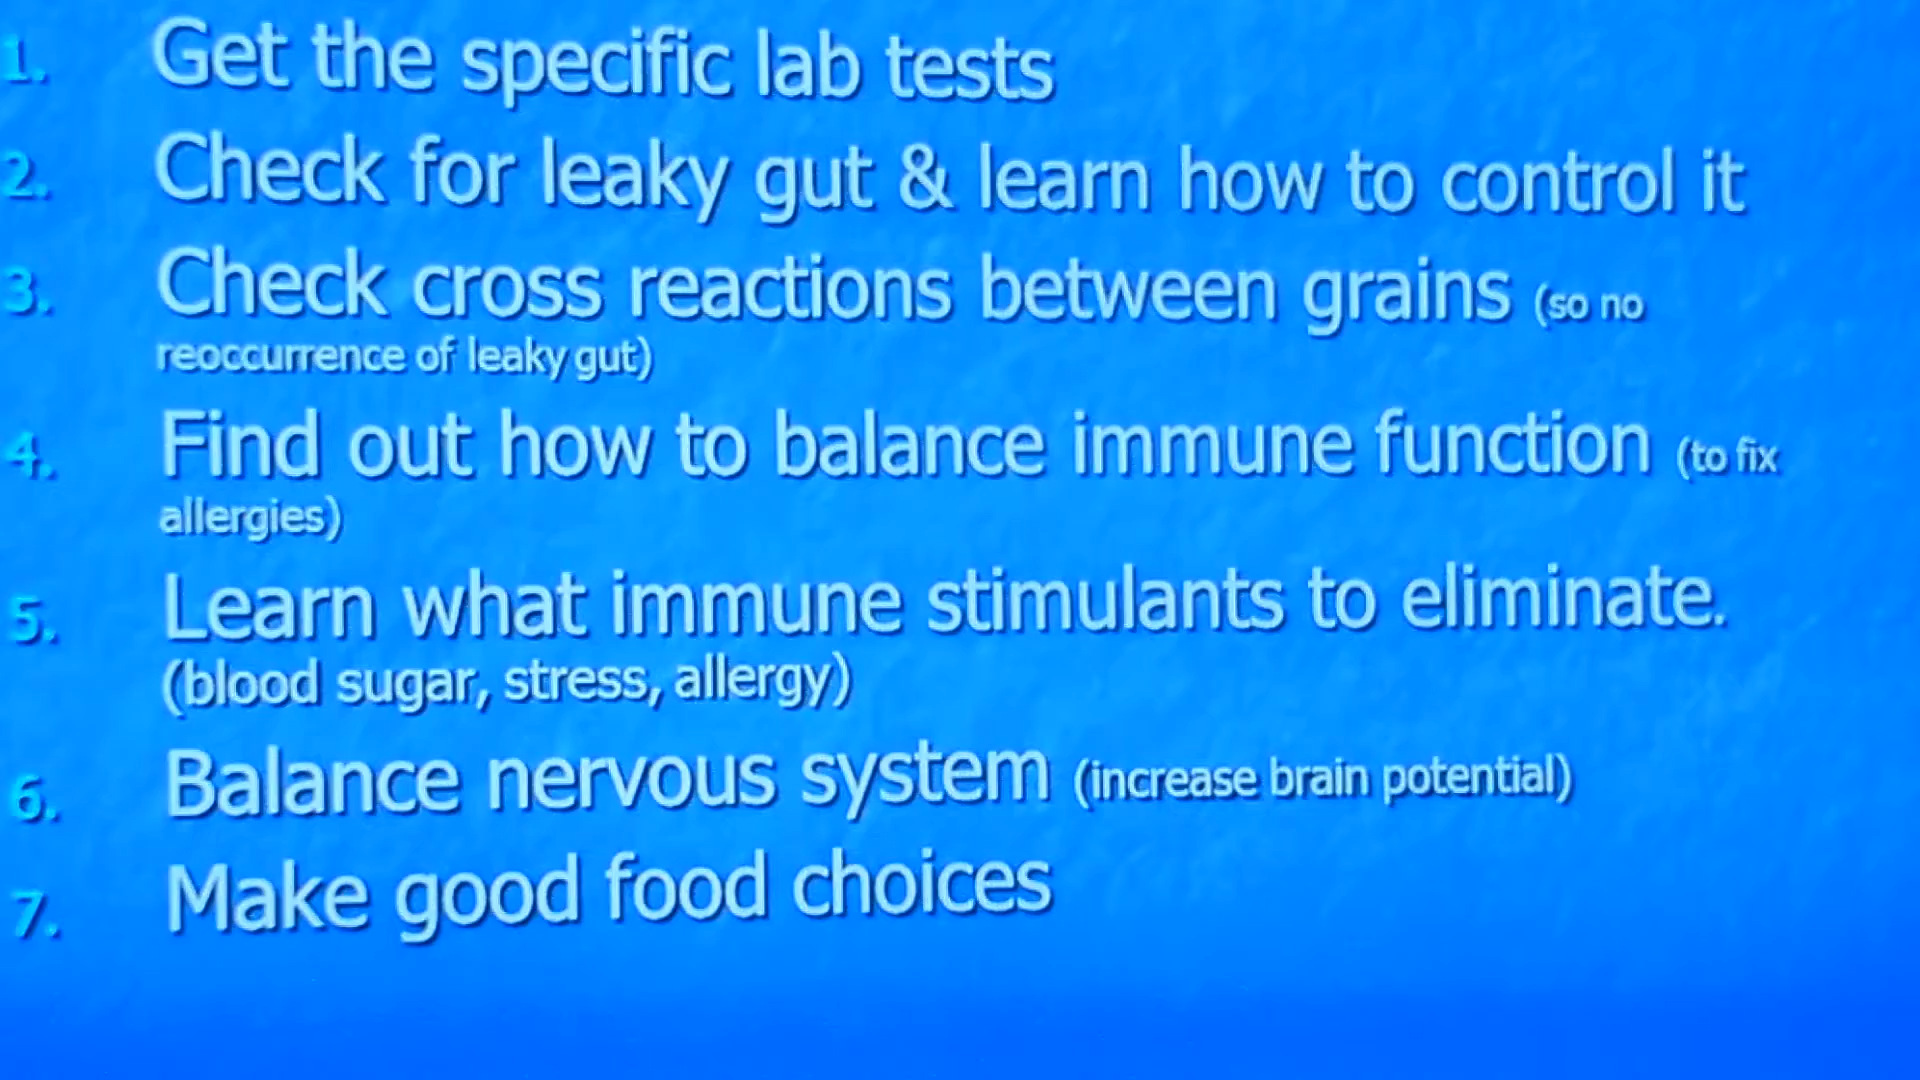 1. Get the specific lab tests
2. Check for leaky gut & learn how to control it
3. Check cross reactions between grains (so no
reoccurrence of leaky gut)
4. Find out how to balance immune function (to fix
allergies)
5. Learn what immune stimulants to eliminate.
(blood sugar, stress, allergy)
6. Balance nervous system (increase brain potential)
7. Make good food choices